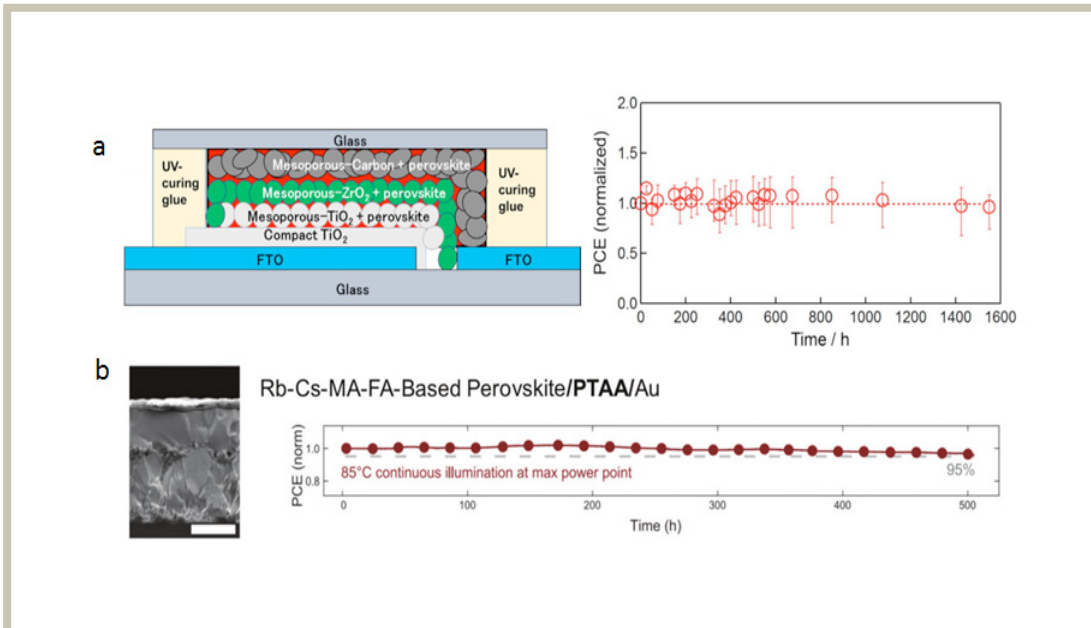 a
Glass
UV-
curing
glue
Mesoporous-Carbon + perovskite
Mesoporous-ZrO₂ + perovskite
Mesoporous-TiO₂ + perovskite
Compact TiO₂
UV-
curing
glue
FTO
FTO
Glass
PCE (normalized)
2.0
1.5
1.0
0.5
0.0
0 200 400 600 800 1000 1200 1400 1600
Time / h
b
Rb-Cs-MA-FA-Based Perovskite/PTAA/Au
PCE (norm)
1.0
0.8
85°C continuous illumination at max power point
95%
0 100 200 300 400 500
Time (h)